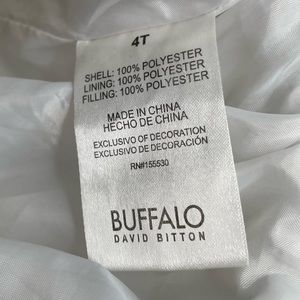 4T
SHELL: 100% POLYESTER
LINING: 100% POLYESTER
FILLING: 100% POLYESTER
MADE IN CHINA
HECHO DE CHINA
EXCLUSIVE OF DECORATION
EXCLUSIVO DE DECORACIÓN
RN#155530
BUFFALO
DAVID BITTON